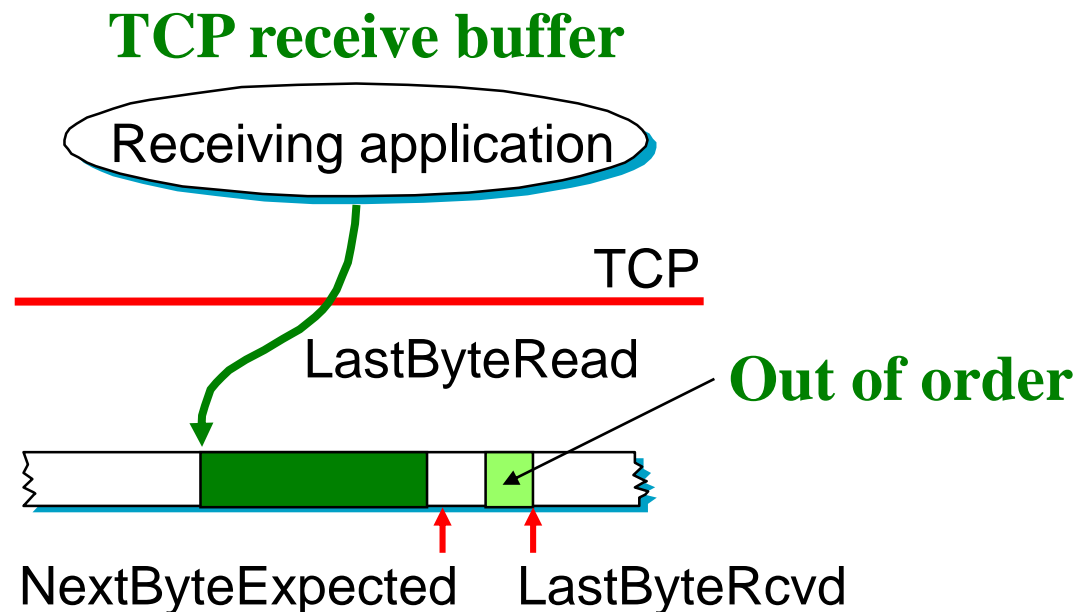 TCP receive buffer
Receiving application
TCP
LastByteRead
Out of order
NextByteExpected
LastByteRcvd